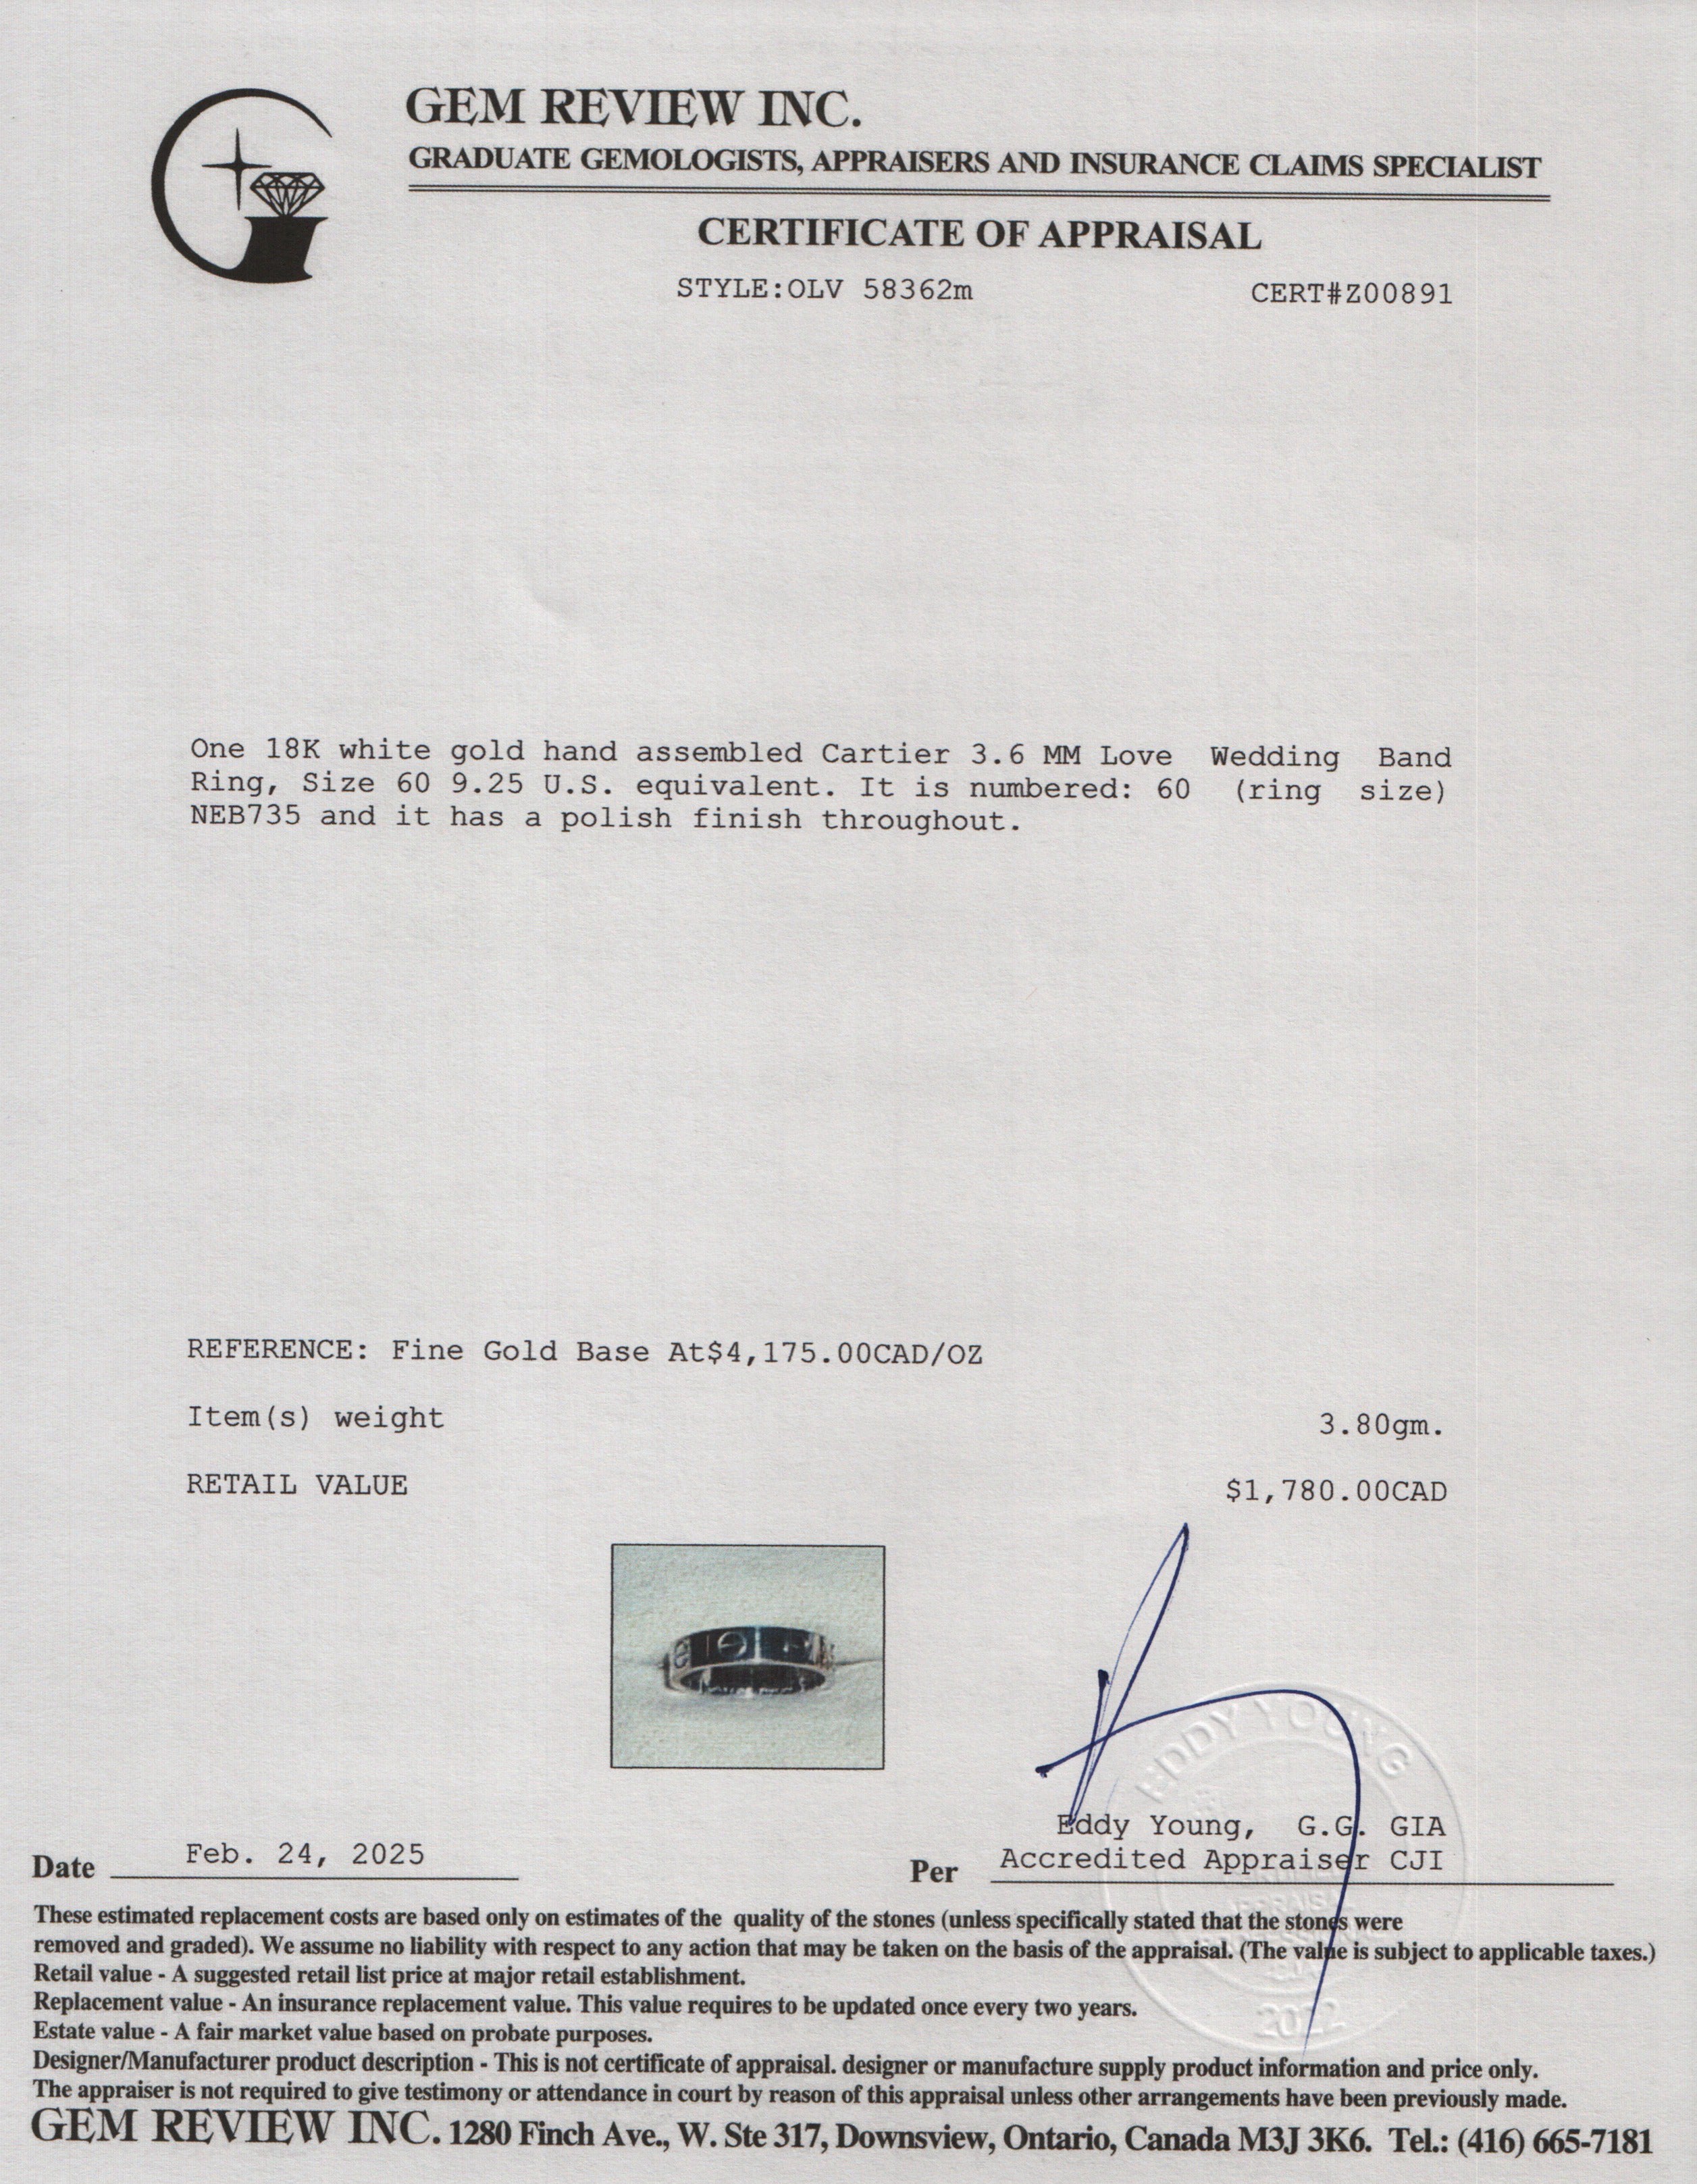 GEM REVIEW INC.
GRADUATE GEMOLOGISTS, APPRAISERS AND INSURANCE CLAIMS SPECIALIST
CERTIFICATE OF APPRAISAL
STYLE:OLV 58362m CERT#Z00891
One 18K white gold hand assembled Cartier 3.6 MM Love Wedding Band
Ring, Size 60 9.25 U.S. equivalent. It is numbered: 60 (ring size)
NEB735 and it has a polish finish throughout.
REFERENCE: Fine Gold Base At$4,175.00CAD/OZ
Item(s) weight 3.80gm.
RETAIL VALUE $1,780.00CAD
EDDY YOUNG
Eddy Young, G.G. GIA
Date Feb. 24, 2025 Per Accredited Appraiser CJI
These estimated replacement costs are based only on estimates of the quality of the stones (unless specifically stated that the stones were
removed and graded). We assume no liability with respect to any action that may be taken on the basis of the appraisal. (The value is subject to applicable taxes.)
Retail value - A suggested retail list price at major retail establishment.
Replacement value - An insurance replacement value. This value requires to be updated once every two years.
2022
Estate value - A fair market value based on probate purposes.
Designer/Manufacturer product description - This is not certificate of appraisal. designer or manufacture supply product information and price only.
The appraiser is not required to give testimony or attendance in court by reason of this appraisal unless other arrangements have been previously made.
GEM REVIEW INC. 1280 Finch Ave., W. Ste 317, Downsview, Ontario, Canada M3J 3K6. Tel.: (416) 665-7181